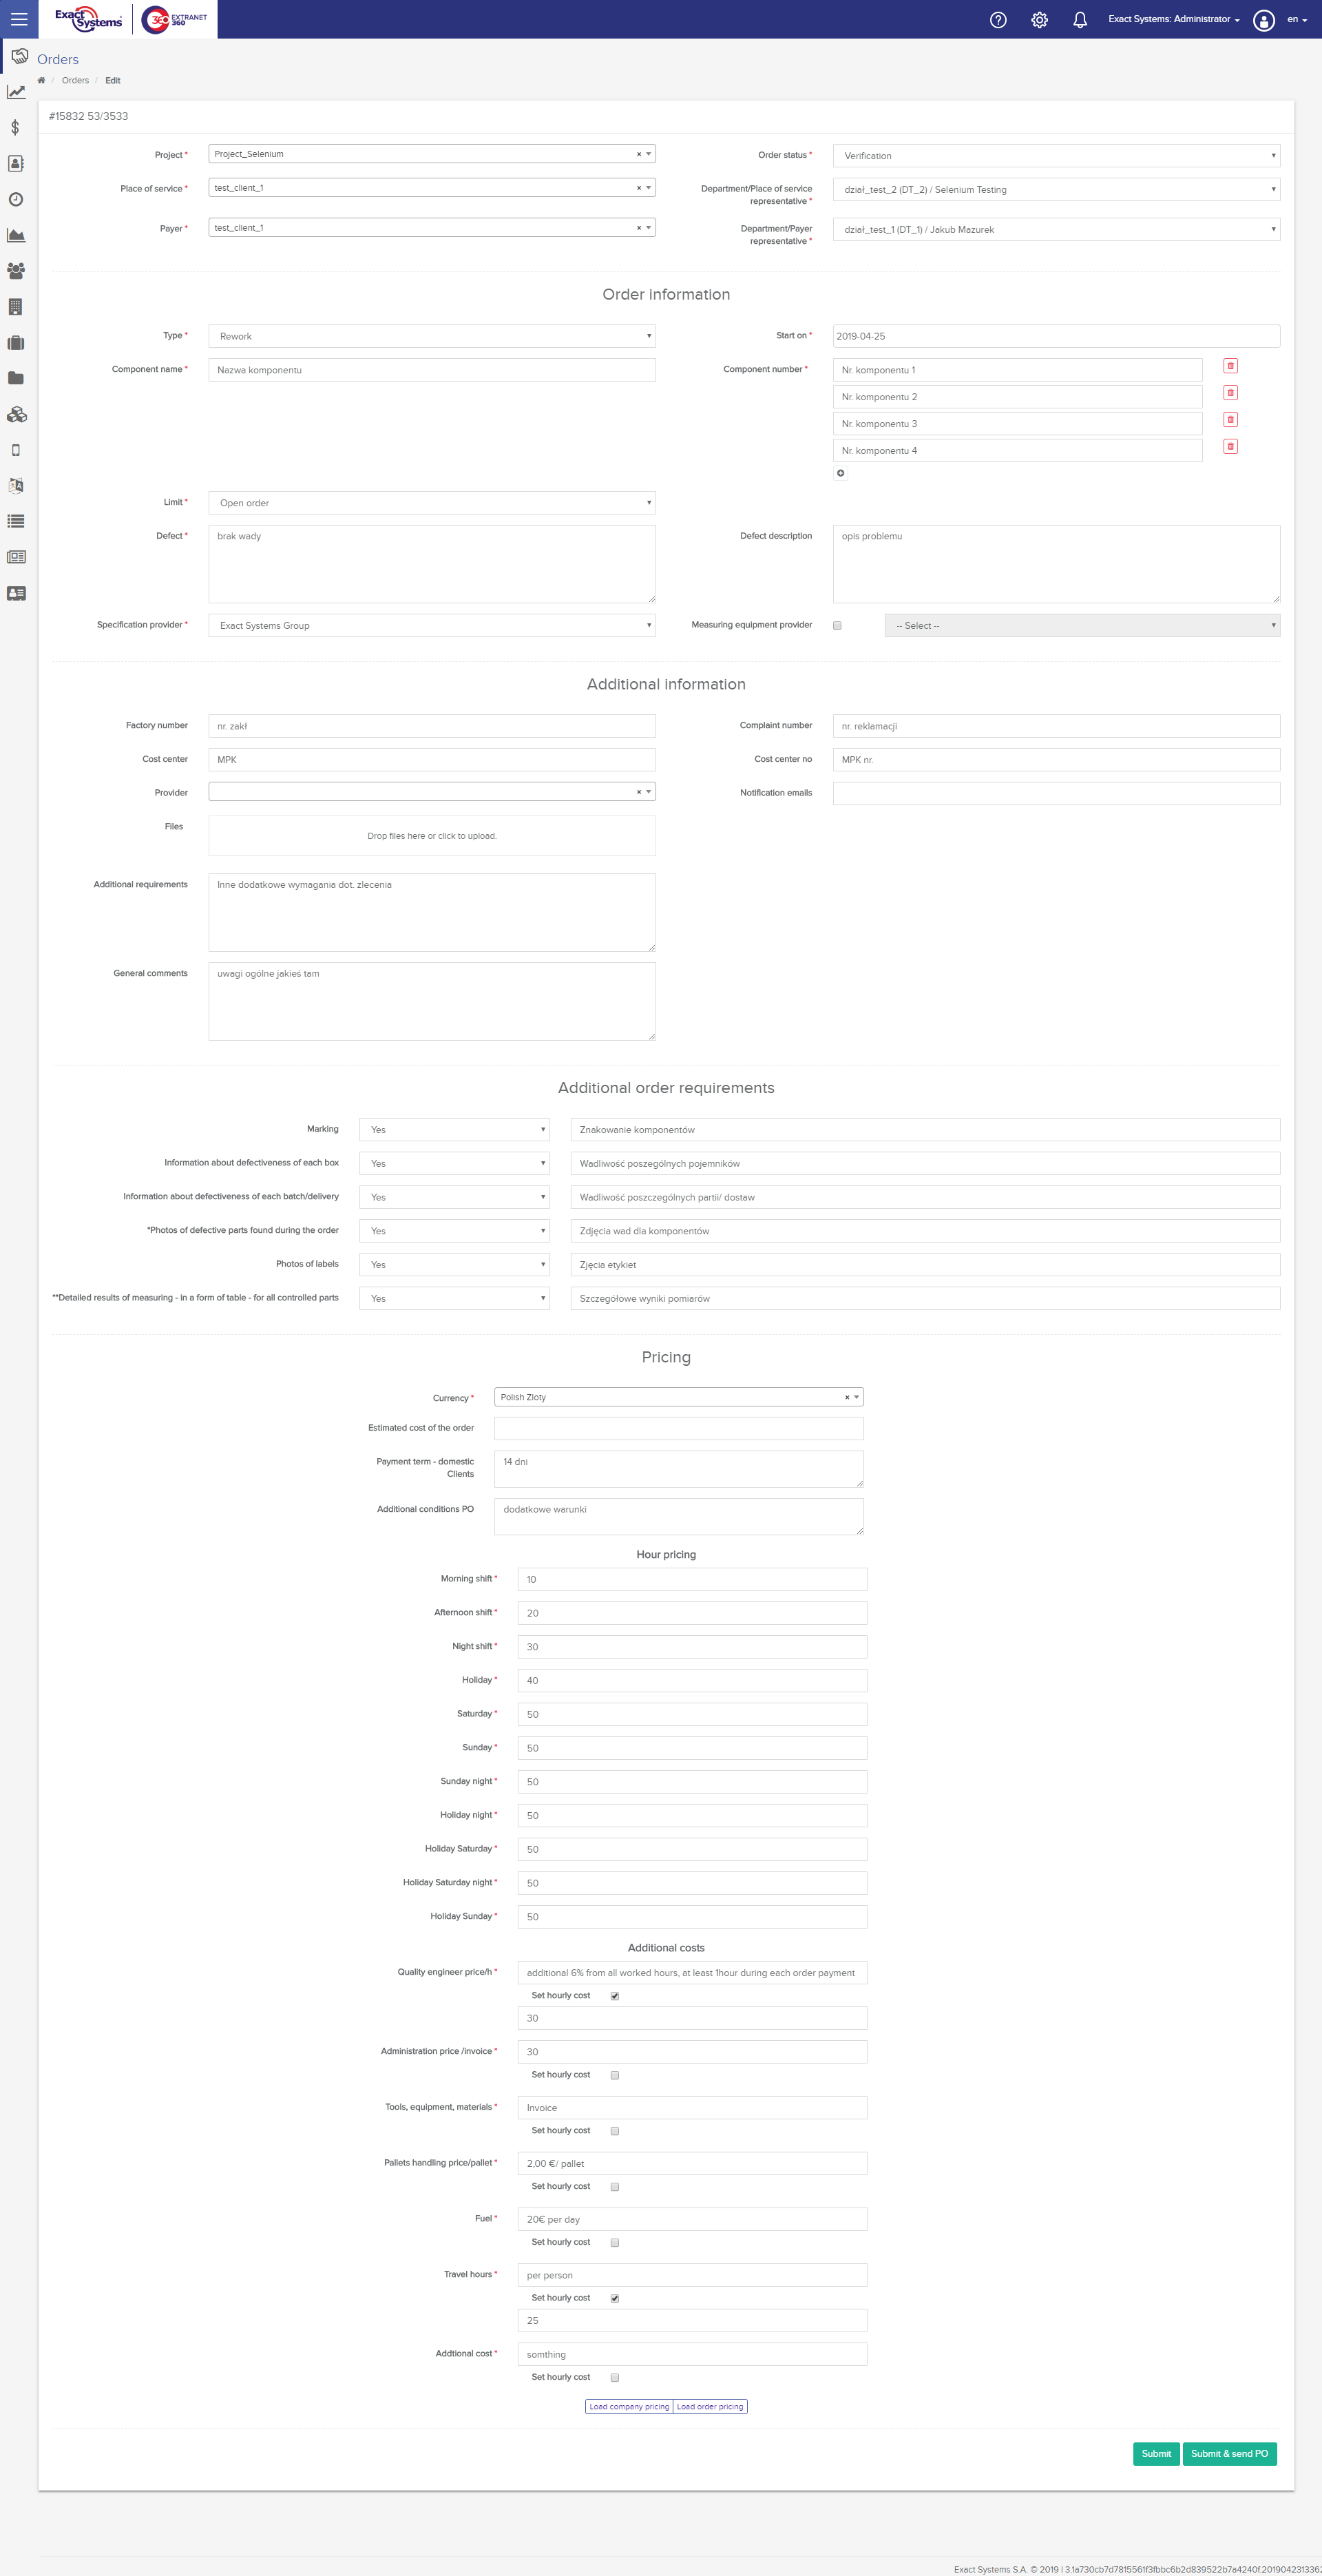 Exact Systems
360 EXTRANET 360
Exact Systems: Administrator
en
Orders
/ Orders / Edit
#15832 53/3533
Project * Project_Selenium × Order status * Verification
Place of service * test_client_1 × Department/Place of service representative * dział_test_2 (DT_2) / Selenium Testing
Payer * test_client_1 × Department/Payer representative * dział_test_1 (DT_1) / Jakub Mazurek
Order information
Type * Rework Start on * 2019-04-25
Component name * Nazwa komponentu Component number * Nr. komponentu 1
Nr. komponentu 2
Nr. komponentu 3
Nr. komponentu 4
Limit * Open order
Defect * brak wady Defect description opis problemu
Specification provider * Exact Systems Group Measuring equipment provider -- Select --
Additional information
Factory number nr. zakł Complaint number nr. reklamacji
Cost center MPK Cost center no MPK nr.
Provider × Notification emails
Files Drop files here or click to upload.
Additional requirements Inne dodatkowe wymagania dot. zlecenia
General comments uwagi ogólne jakieś tam
Additional order requirements
Marking Yes Znakowanie komponentów
Information about defectiveness of each box Yes Wadliwość poszególnych pojemników
Information about defectiveness of each batch/delivery Yes Wadliwość poszczególnych partii/ dostaw
*Photos of defective parts found during the order Yes Zdjęcia wad dla komponentów
Photos of labels Yes Zjęcia etykiet
**Detailed results of measuring - in a form of table - for all controlled parts Yes Szczegółowe wyniki pomiarów
Pricing
Currency * Polish Zloty ×
Estimated cost of the order
Payment term - domestic Clients 14 dni
Additional conditions PO dodatkowe warunki
Hour pricing
Morning shift * 10
Afternoon shift * 20
Night shift * 30
Holiday * 40
Saturday * 50
Sunday * 50
Sunday night * 50
Holiday night * 50
Holiday Saturday * 50
Holiday Saturday night * 50
Holiday Sunday * 50
Additional costs
Quality engineer price/h * additional 6% from all worked hours, at least 1hour during each order payment
Set hourly cost
30
Administration price /invoice * 30
Set hourly cost
Tools, equipment, materials * Invoice
Set hourly cost
Pallets handling price/pallet * 2,00 €/ pallet
Set hourly cost
Fuel * 20€ per day
Set hourly cost
Travel hours * per person
Set hourly cost
25
Addtional cost * somthing
Set hourly cost
Load company pricing Load order pricing
Submit Submit & send PO
Exact Systems S.A. © 2019 | 3.1a730cb7d7815561f3fbbc6b2d839522b7a4240f.201904231336